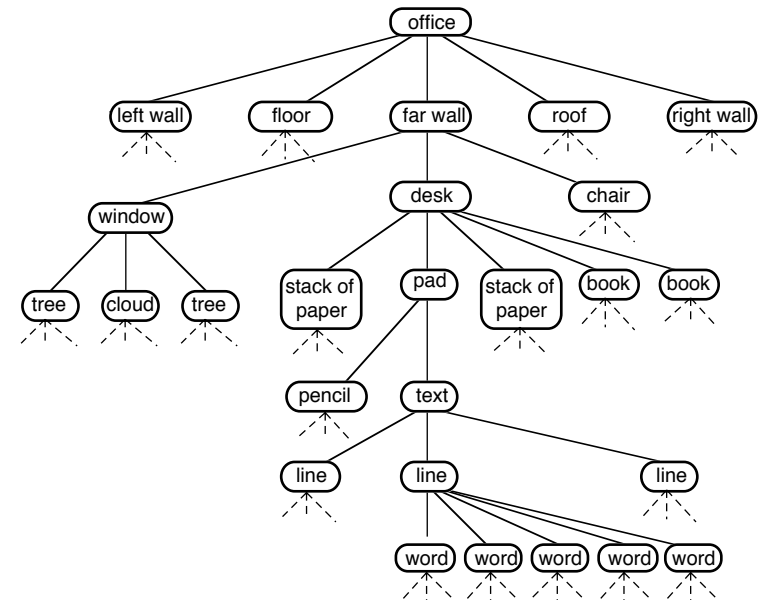 office
left wall
floor
far wall
roof
right wall
window
desk
chair
tree
cloud
tree
stack of
paper
pad
stack of
paper
book
book
pencil
text
line
line
line
word
word
word
word
word